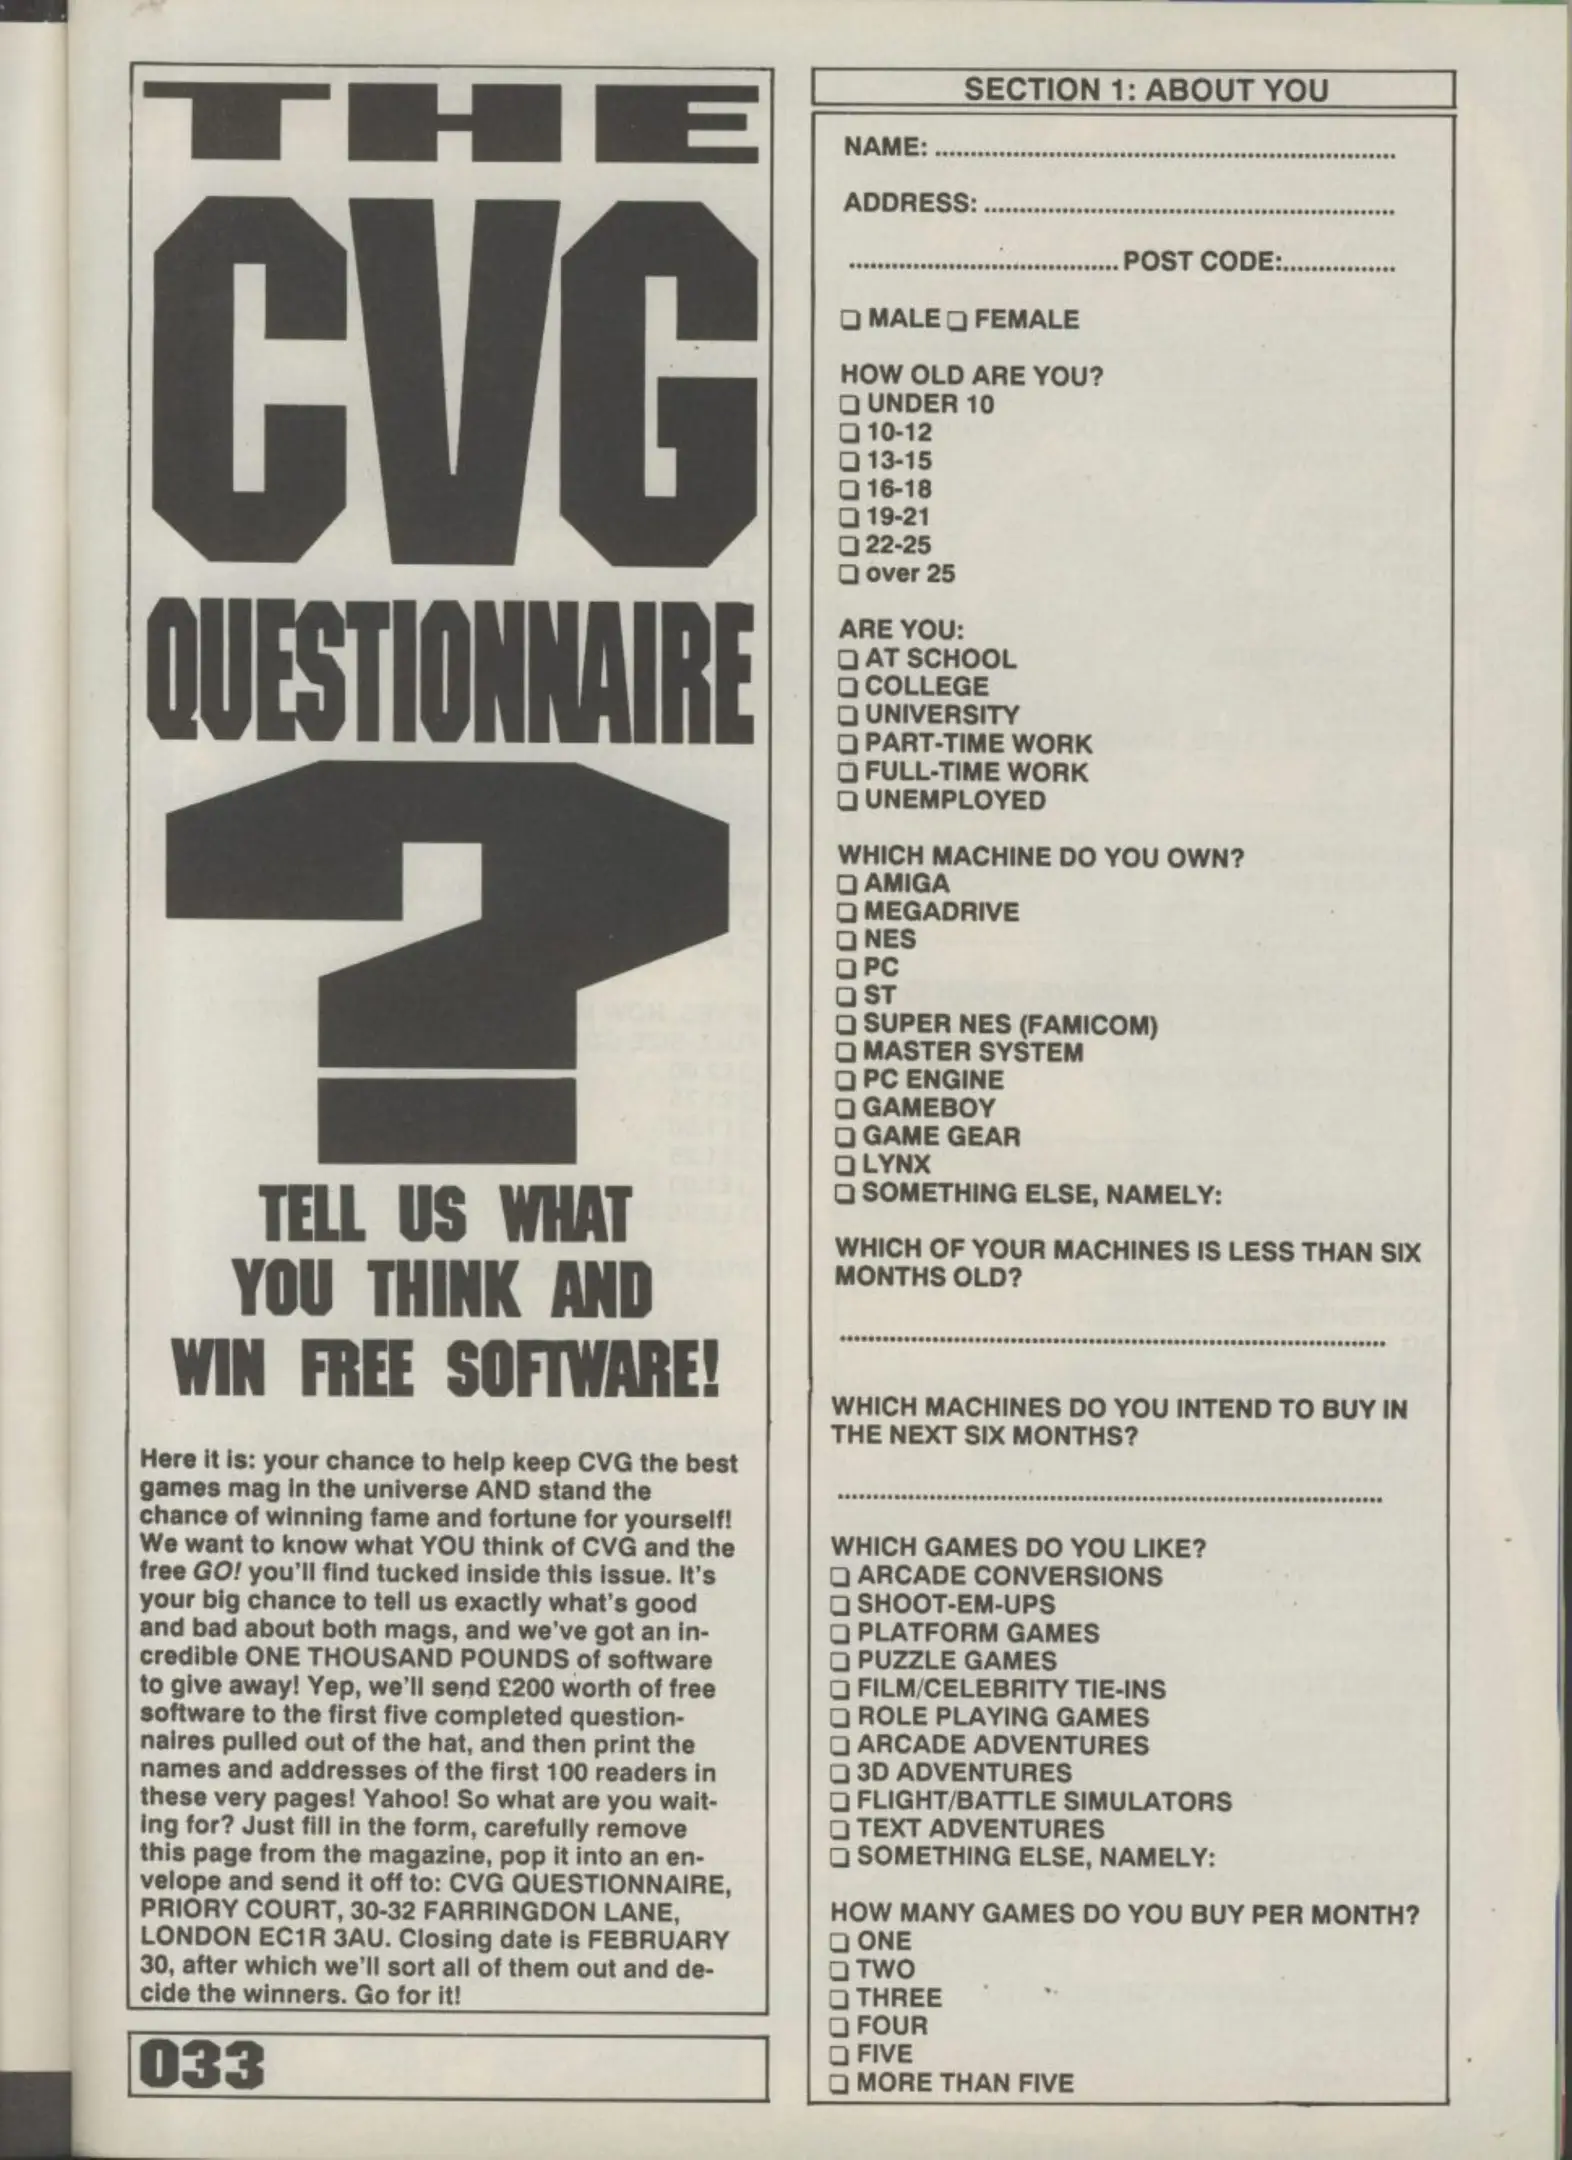 THE
CVG
QUESTIONNAIRE
?
TELL US WHAT
YOU THINK AND
WIN FREE SOFTWARE!
Here it is: your chance to help keep CVG the best
games mag in the universe AND stand the
chance of winning fame and fortune for yourself!
We want to know what YOU think of CVG and the
free GO! you'll find tucked inside this issue. It's
your big chance to tell us exactly what's good
and bad about both mags, and we've got an in-
credible ONE THOUSAND POUNDS of software
to give away! Yep, we'll send £200 worth of free
software to the first five completed question-
naires pulled out of the hat, and then print the
names and addresses of the first 100 readers in
these very pages! Yahoo! So what are you wait-
ing for? Just fill in the form, carefully remove
this page from the magazine, pop it into an en-
velope and send it off to: CVG QUESTIONNAIRE,
PRIORY COURT, 30-32 FARRINGDON LANE,
LONDON EC1R 3AU. Closing date is FEBRUARY
30, after which we'll sort all of them out and de-
cide the winners. Go for it!
033
SECTION 1: ABOUT YOU
NAME: ................................................................
ADDRESS: .........................................................
...................................... POST CODE:................
❑ MALE ❑ FEMALE
HOW OLD ARE YOU?
❑ UNDER 10
❑ 10-12
❑ 13-15
❑ 16-18
❑ 19-21
❑ 22-25
❑ over 25
ARE YOU:
❑ AT SCHOOL
❑ COLLEGE
❑ UNIVERSITY
❑ PART-TIME WORK
❑ FULL-TIME WORK
❑ UNEMPLOYED
WHICH MACHINE DO YOU OWN?
❑ AMIGA
❑ MEGADRIVE
❑ NES
❑ PC
❑ ST
❑ SUPER NES (FAMICOM)
❑ MASTER SYSTEM
❑ PC ENGINE
❑ GAMEBOY
❑ GAME GEAR
❑ LYNX
❑ SOMETHING ELSE, NAMELY:
WHICH OF YOUR MACHINES IS LESS THAN SIX
MONTHS OLD?
............................................................................
WHICH MACHINES DO YOU INTEND TO BUY IN
THE NEXT SIX MONTHS?
............................................................................
WHICH GAMES DO YOU LIKE?
❑ ARCADE CONVERSIONS
❑ SHOOT-EM-UPS
❑ PLATFORM GAMES
❑ PUZZLE GAMES
❑ FILM/CELEBRITY TIE-INS
❑ ROLE PLAYING GAMES
❑ ARCADE ADVENTURES
❑ 3D ADVENTURES
❑ FLIGHT/BATTLE SIMULATORS
❑ TEXT ADVENTURES
❑ SOMETHING ELSE, NAMELY:
HOW MANY GAMES DO YOU BUY PER MONTH?
❑ ONE
❑ TWO
❑ THREE
❑ FOUR
❑ FIVE
❑ MORE THAN FIVE